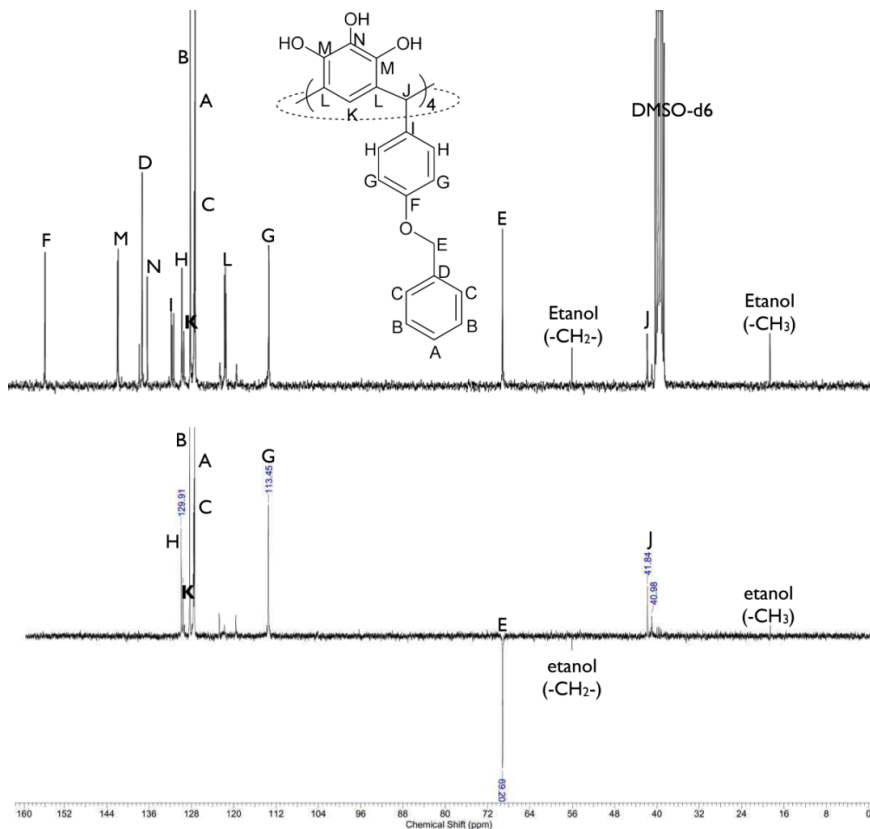 OH
HO M N OH
M
L L J 4
K
I
H H
G G
F
O
E
D
C C
B B
A
B
A
D
C
F M N H I K L G E
DMSO-d6
Etanol
(-CH2-)
J
Etanol
(-CH3)
B
A
C
H
129.91
K
G
113.45
E
69.20
etanol
(-CH2-)
J
41.84
40.98
etanol
(-CH3)
160 152 144 136 128 120 112 104 96 88 80 72 64 56 48 40 32 24 16 8 0
Chemical Shift (ppm)